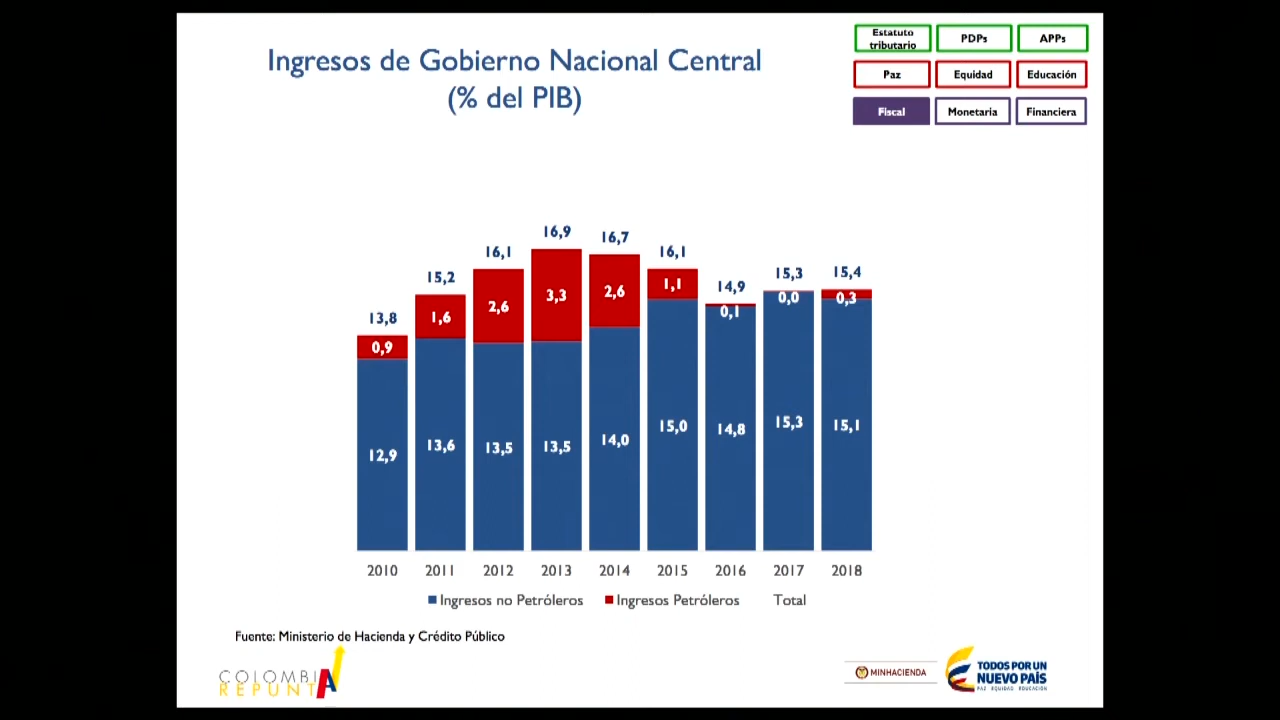 Ingresos de Gobierno Nacional Central
(% del PIB)
Estatuto
tributario
PDPs
APPs
Paz
Equidad
Educación
Fiscal
Monetaria
Financiera
13,8
15,2
16,1
16,9
16,7
16,1
14,9
15,3
15,4
0,9
1,6
2,6
3,3
2,6
1,1
0,1
0,0
0,3
12,9
13,6
13,5
13,5
14,0
15,0
14,8
15,3
15,1
2010
2011
2012
2013
2014
2015
2016
2017
2018
Ingresos no Petróleros
Ingresos Petróleros
Total
Fuente: Ministerio de Hacienda y Crédito Público
COLOMBIA
REPUNTA
MINHACIENDA
TODOS POR UN
NUEVO PAÍS
PAZ EQUIDAD EDUCACIÓN